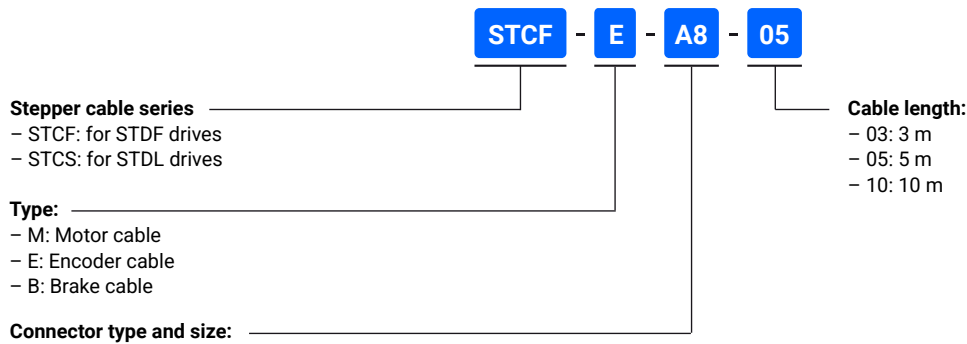 STCF - E - A8 - 05
Stepper cable series
– STCF: for STDF drives
– STCS: for STDL drives
Cable length:
– 03: 3 m
– 05: 5 m
– 10: 10 m
Type:
– M: Motor cable
– E: Encoder cable
– B: Brake cable
Connector type and size: